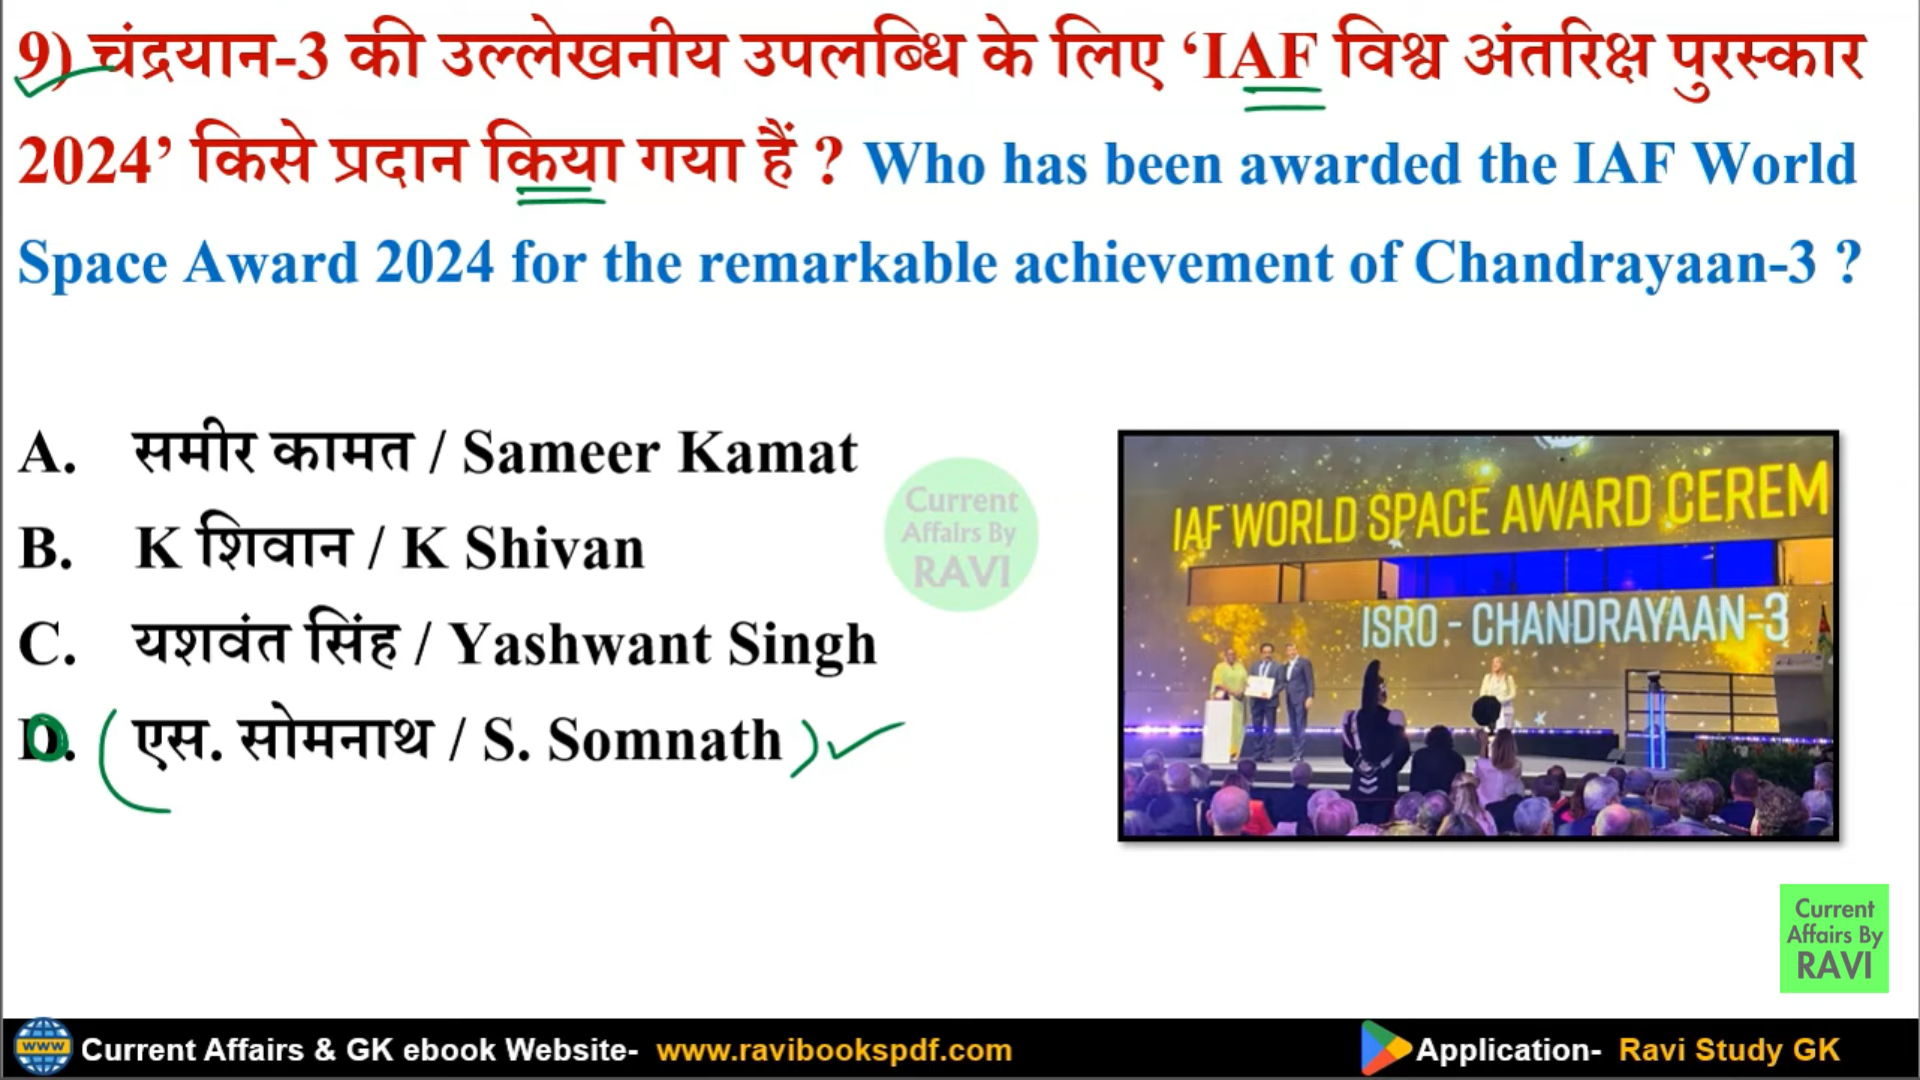 9) चंद्रयान-3 की उल्लेखनीय उपलब्धि के लिए ‘IAF विश्व अंतरिक्ष पुरस्कार
2024’ किसे प्रदान किया गया हैं ? Who has been awarded the IAF World
Space Award 2024 for the remarkable achievement of Chandrayaan-3 ?
A. समीर कामत / Sameer Kamat
B. K शिवान / K Shivan
C. यशवंत सिंह / Yashwant Singh
D. एस. सोमनाथ / S. Somnath
Current
Affairs By
RAVI
IAF WORLD SPACE AWARD CEREM
ISRO - CHANDRAYAAN-3
Current
Affairs By
RAVI
www Current Affairs & GK ebook Website- www.ravibookspdf.com
Application- Ravi Study GK